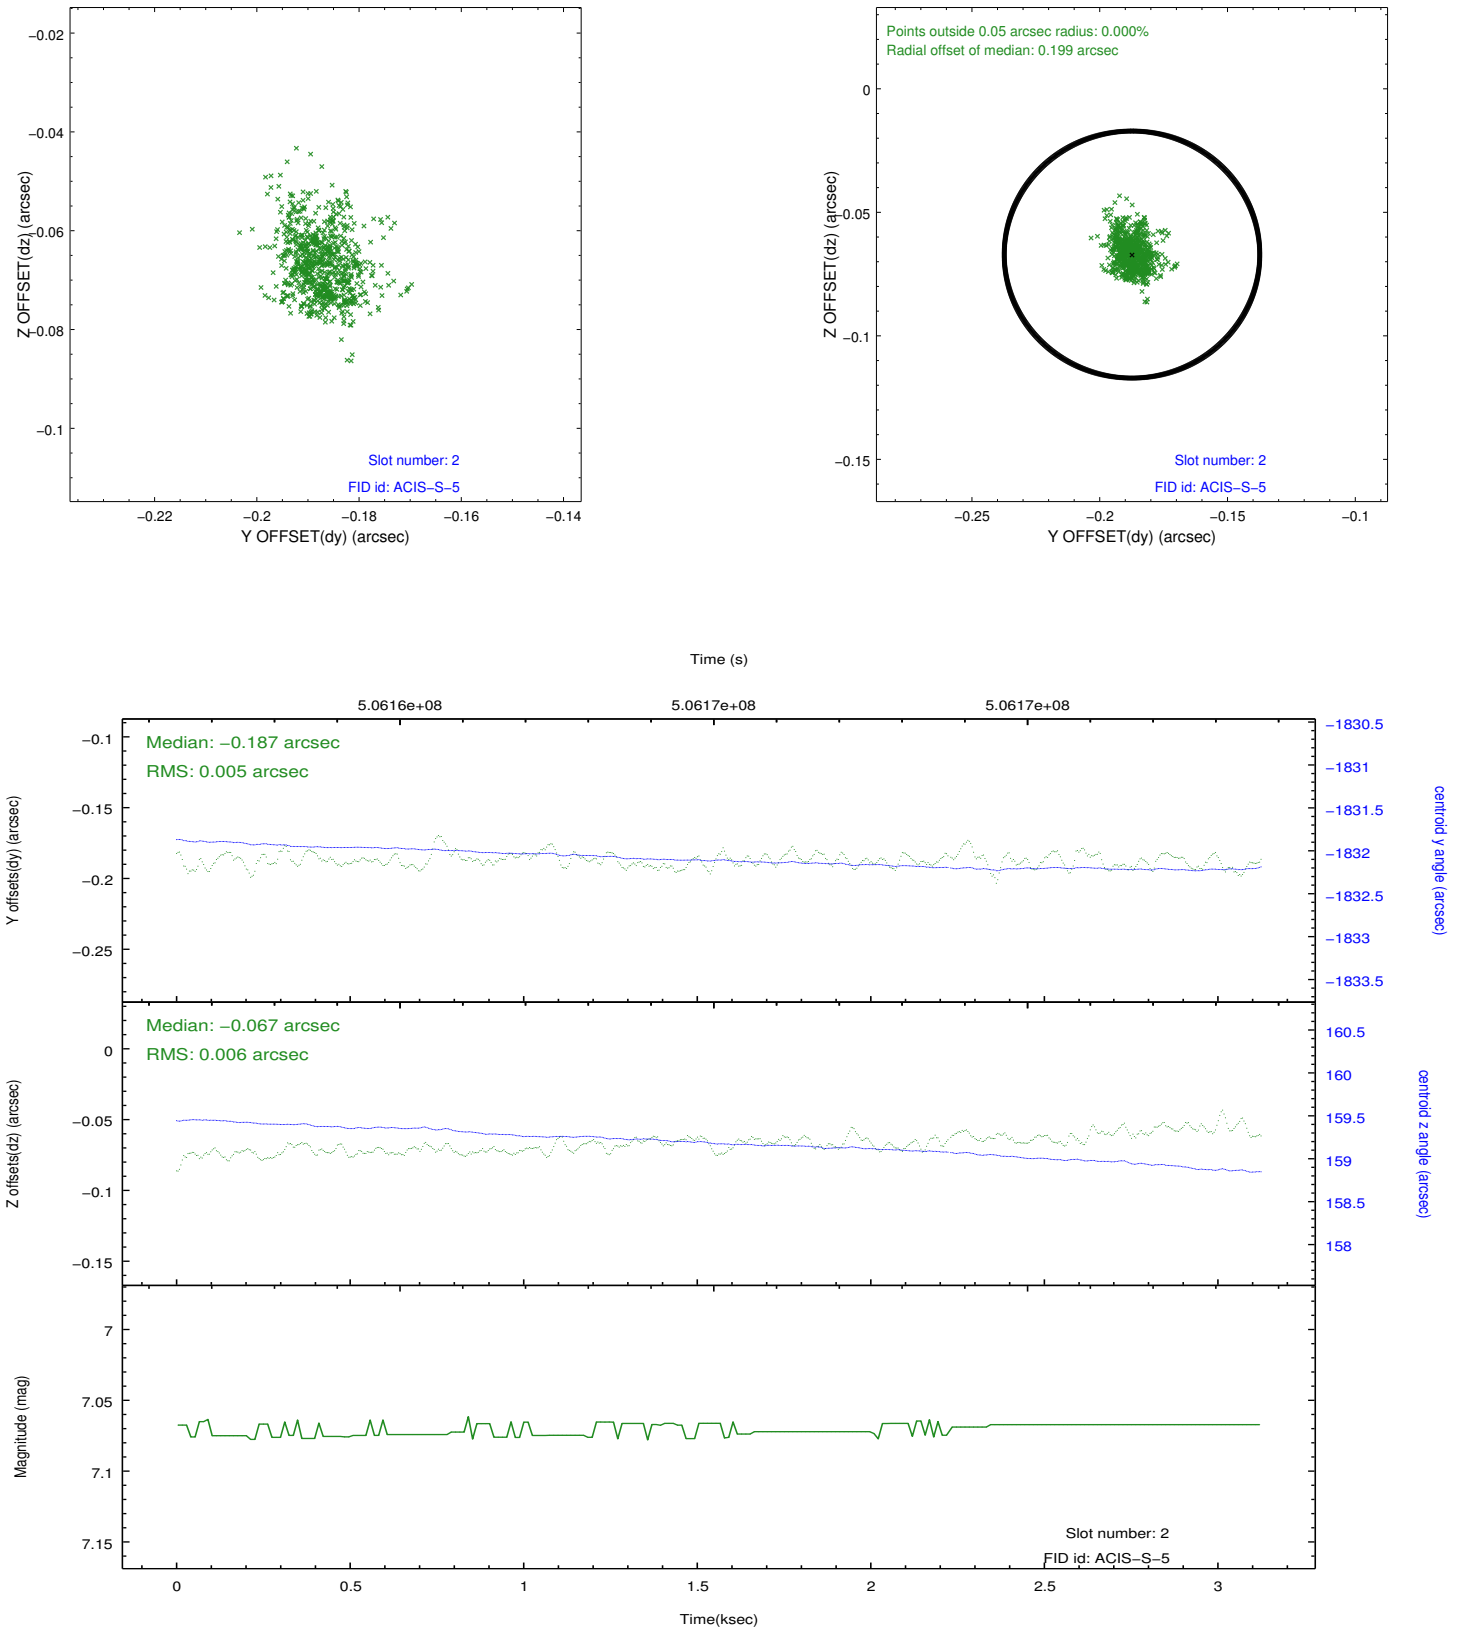 −0.02
−0.04
−0.06
−0.08
−0.1
Z OFFSET(dz) (arcsec)
Slot number: 2
FID id: ACIS−S−5
−0.22
−0.2
−0.18
−0.16
−0.14
Y OFFSET(dy) (arcsec)
Points outside 0.05 arcsec radius: 0.000%
Radial offset of median: 0.199 arcsec
0
−0.05
−0.1
−0.15
Z OFFSET(dz) (arcsec)
Slot number: 2
FID id: ACIS−S−5
−0.25
−0.2
−0.15
−0.1
Y OFFSET(dy) (arcsec)
Time (s)
5.0616e+08
5.0617e+08
5.0617e+08
Median: −0.187 arcsec
RMS: 0.005 arcsec
−0.1
−0.15
−0.2
−0.25
Y offsets(dy) (arcsec)
−1830.5
−1831
−1831.5
−1832
−1832.5
−1833
−1833.5
centroid y angle (arcsec)
Median: −0.067 arcsec
RMS: 0.006 arcsec
0
−0.05
−0.1
−0.15
Z offsets(dz) (arcsec)
160.5
160
159.5
159
158.5
158
centroid z angle (arcsec)
7
7.05
7.1
7.15
Magnitude (mag)
Slot number: 2
FID id: ACIS−S−5
0
0.5
1
1.5
2
2.5
3
Time(ksec)